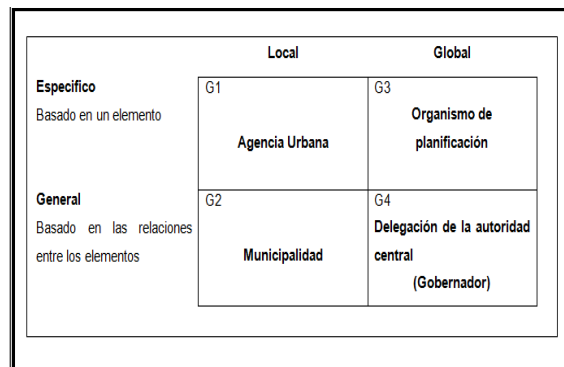 Local Global
Especifico
Basado en un elemento
G1
Agencia Urbana
G3
Organismo de
planificación
General
Basado en las relaciones
entre los elementos
G2
Municipalidad
G4
Delegación de la autoridad
central
(Gobernador)